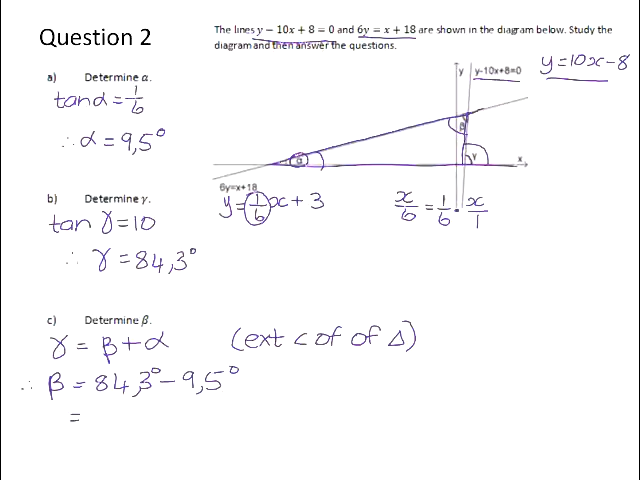 Question 2
The lines y − 10x + 8 = 0 and 6y = x + 18 are shown in the diagram below. Study the
diagram and then answer the questions.
y
y-10x+8=0
y=10x-8
a) Determine α.
tanα = 1/6
∴ α = 9,5°
α
β
γ
x
6y=x+18
y = 1/6 x + 3
x/6 = 1/6 · x/1
b) Determine γ.
tan γ = 10
∴ γ = 84,3°
c) Determine β.
γ = β + α (ext < of of Δ)
∴ β = 84,3° − 9,5°
=